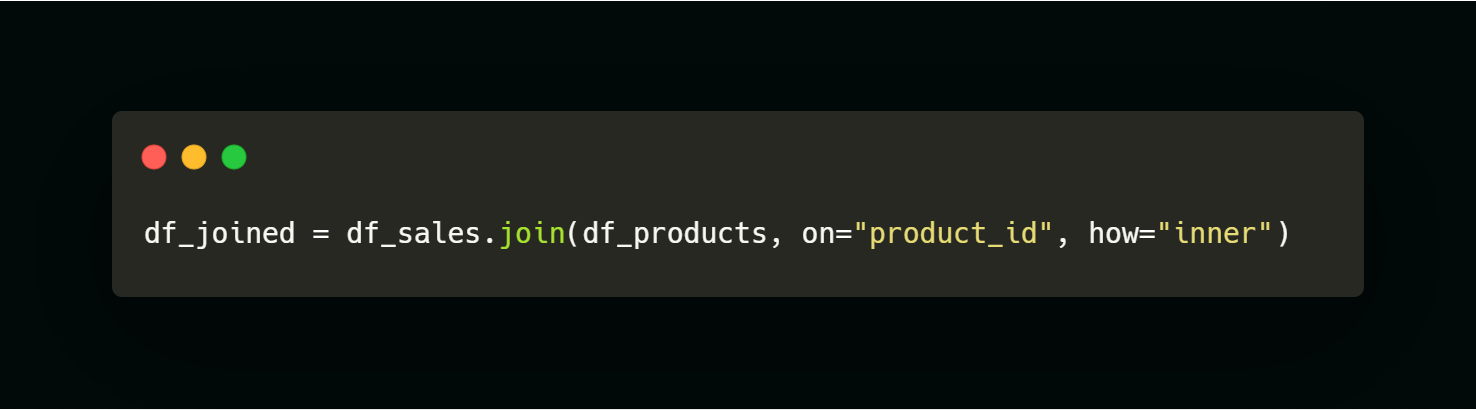 df_joined = df_sales.join(df_products, on="product_id", how="inner")